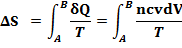 ΔS = ∫_A^B δQ/T = ∫_A^B ncvdV/T